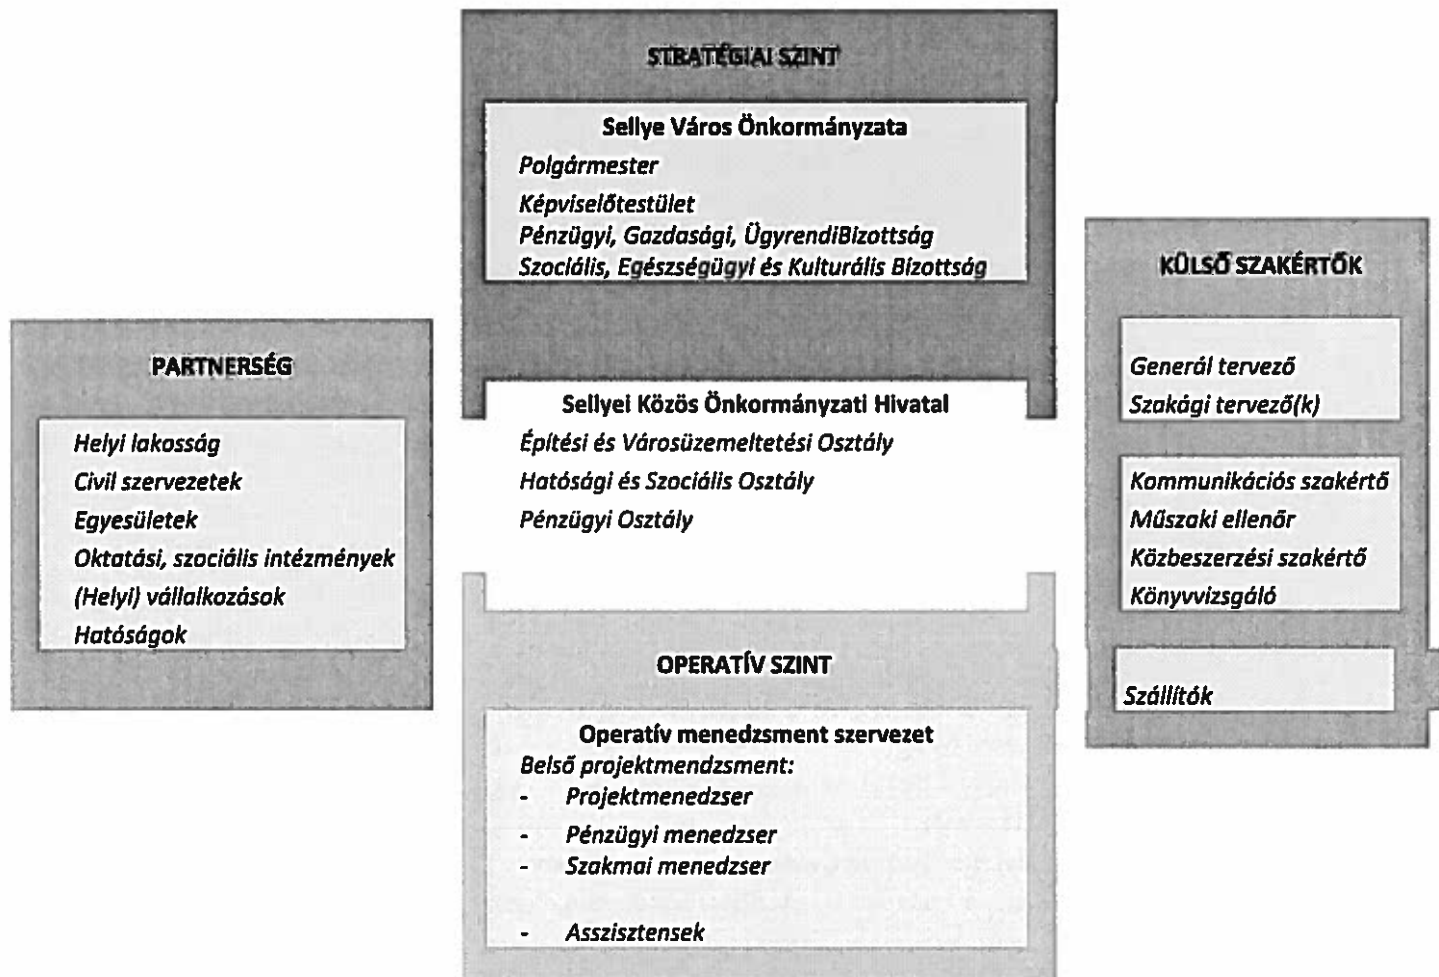 STRATÉGIAI SZINT
Sellye Város Önkormányzata
Polgármester
Képviselőtestület
Pénzügyi, Gazdasági, ÜgyrendiBizottság
Szociális, Egészségügyi és Kulturális Bizottság
PARTNERSÉG
Helyi lakosság
Civil szervezetek
Egyesületek
Oktatási, szociális intézmények
(Helyi) vállalkozások
Hatóságok
Sellyei Közös Önkormányzati Hivatal
Építési és Városüzemeltetési Osztály
Hatósági és Szociális Osztály
Pénzügyi Osztály
OPERATÍV SZINT
Operatív menedzsment szervezet
Belső projektmendzsment:
- Projektmenedzser
- Pénzügyi menedzser
- Szakmai menedzser
- Asszisztensek
KÜLSŐ SZAKÉRTŐK
Generál tervező
Szakági tervező(k)
Kommunikációs szakértő
Műszaki ellenőr
Közbeszerzési szakértő
Könyvvizsgáló
Szállítók